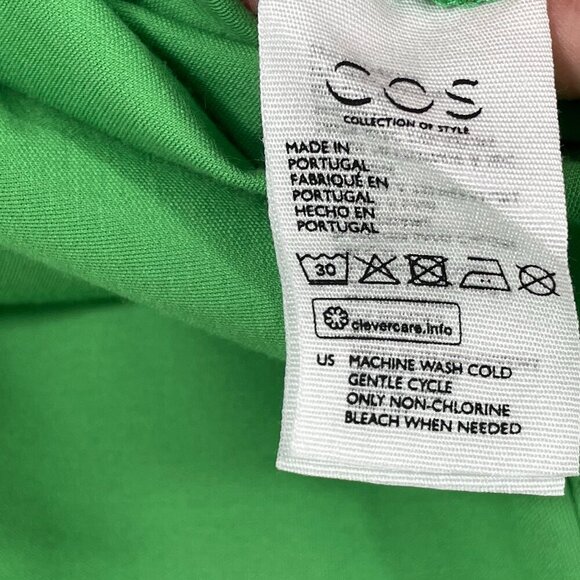 COS
COLLECTION OF STYLE
MADE IN
PORTUGAL
FABRIQUÉ EN
PORTUGAL
HECHO EN
PORTUGAL
30
clevercare.info
US MACHINE WASH COLD
GENTLE CYCLE
ONLY NON-CHLORINE
BLEACH WHEN NEEDED